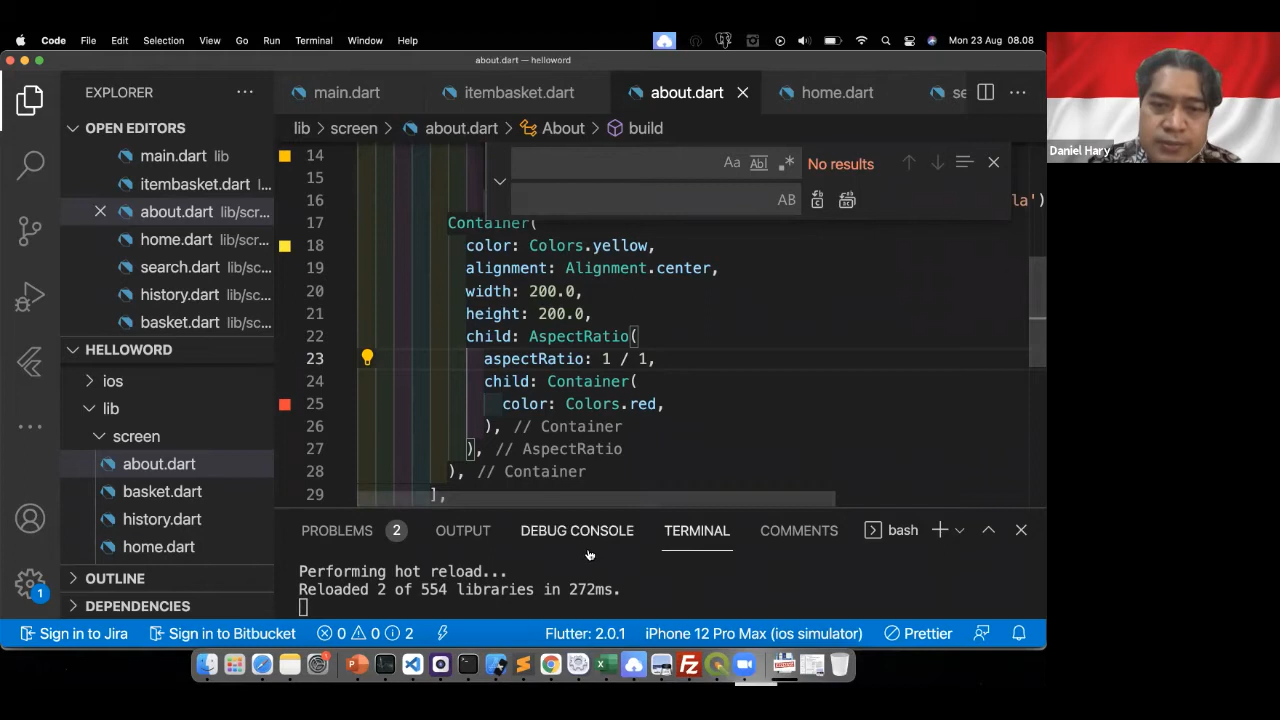 Code File Edit Selection View Go Run Terminal Window Help Mon 23 Aug 08.08
about.dart — helloword
EXPLORER
main.dart itembasket.dart about.dart home.dart se
OPEN EDITORS
main.dart lib
itembasket.dart l...
about.dart lib/scr...
home.dart lib/scr...
search.dart lib/sc...
history.dart lib/sc...
basket.dart lib/sc...
HELLOWORD
ios
lib
screen
about.dart
basket.dart
history.dart
home.dart
OUTLINE
DEPENDENCIES
1
lib > screen > about.dart > About > build
Aa Ab| .* No results
AB
14
15
16 la')
17 Container(
18 color: Colors.yellow,
19 alignment: Alignment.center,
20 width: 200.0,
21 height: 200.0,
22 child: AspectRatio(
23 aspectRatio: 1 / 1,
24 child: Container(
25 color: Colors.red,
26 ), // Container
27 ), // AspectRatio
28 ), // Container
29 ],
PROBLEMS 2 OUTPUT DEBUG CONSOLE TERMINAL COMMENTS bash
Performing hot reload...
Reloaded 2 of 554 libraries in 272ms.
Sign in to Jira Sign in to Bitbucket 0 0 2 Flutter: 2.0.1 iPhone 12 Pro Max (ios simulator) Prettier
Daniel Hary